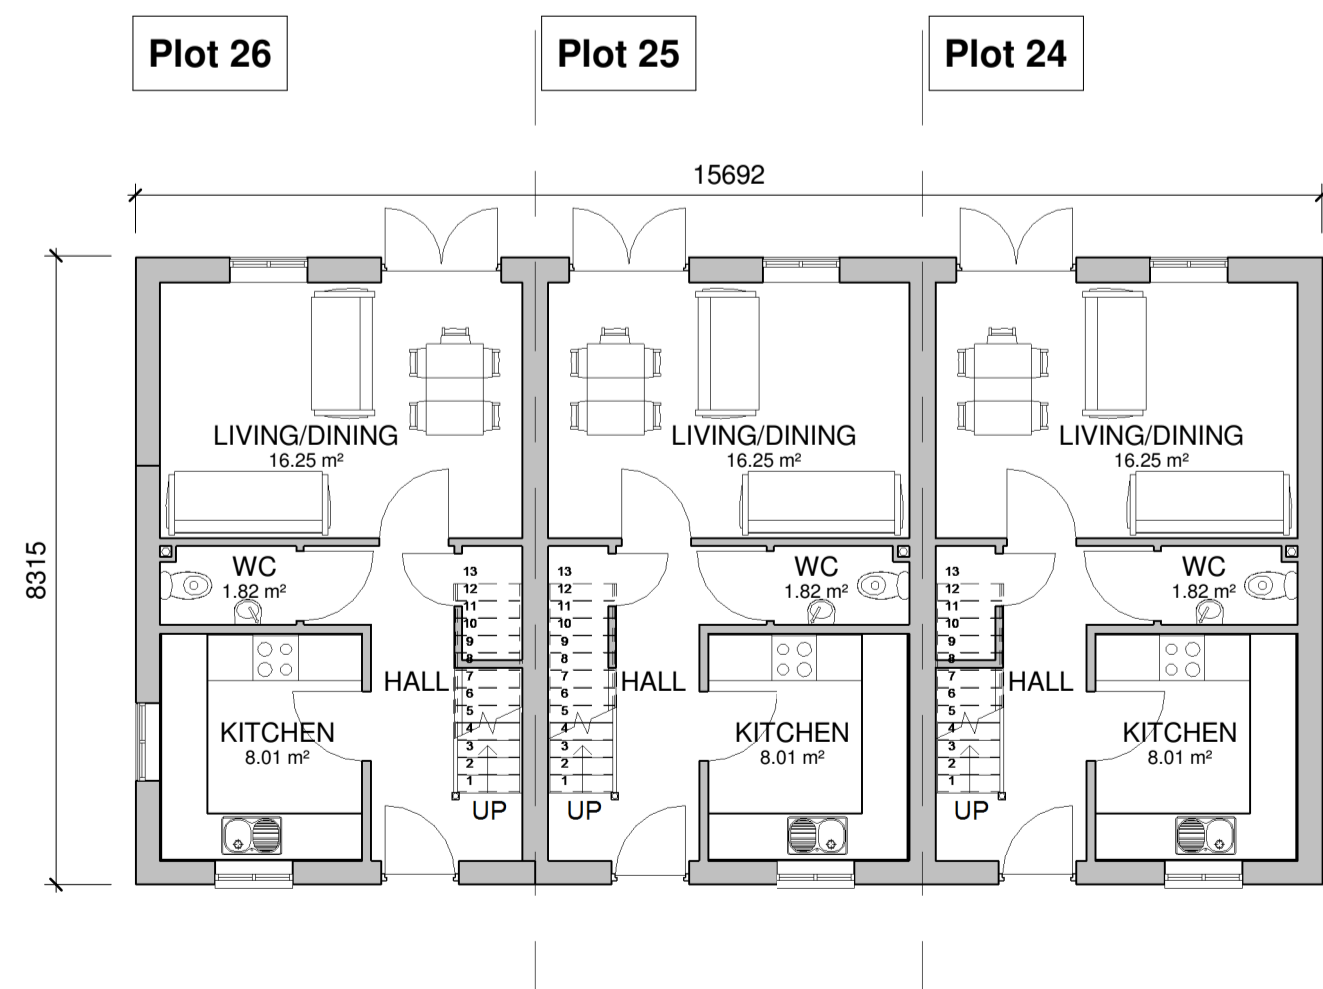 Plot 26
Plot 25
Plot 24
15692
8315
LIVING/DINING
16.25 m²
LIVING/DINING
16.25 m²
LIVING/DINING
16.25 m²
WC
1.82 m²
WC
1.82 m²
WC
1.82 m²
13
12
11
10
9
8
7
6
5
4
3
2
1
13
12
11
10
9
8
7
6
5
4
3
2
1
13
12
11
10
9
8
7
6
5
4
3
2
1
HALL
HALL
HALL
KITCHEN
8.01 m²
KITCHEN
8.01 m²
KITCHEN
8.01 m²
UP
UP
UP